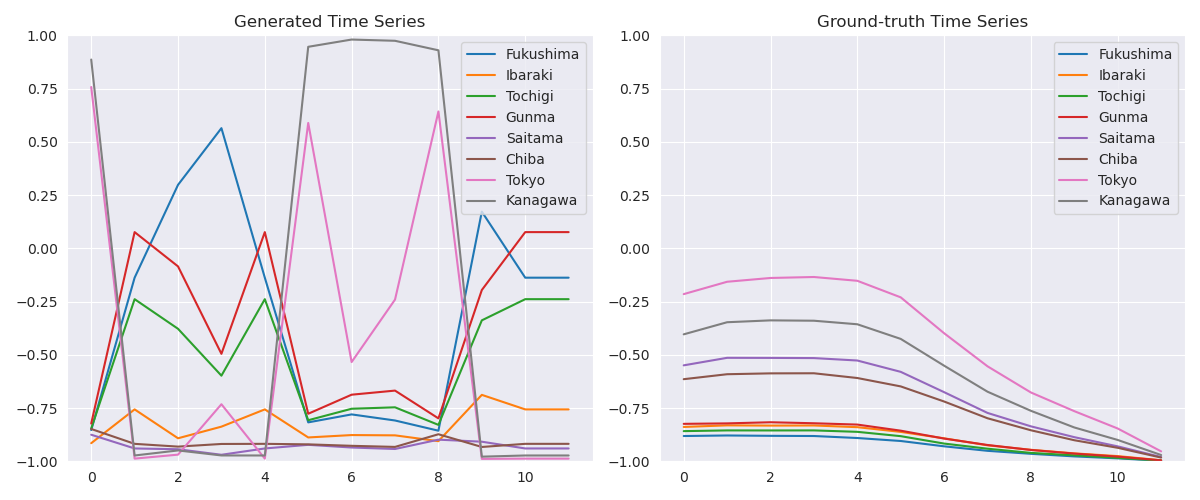 Generated Time Series
1.00
0.75
0.50
0.25
0.00
−0.25
−0.50
−0.75
−1.00
0 2 4 6 8 10
Fukushima
Ibaraki
Tochigi
Gunma
Saitama
Chiba
Tokyo
Kanagawa
Ground-truth Time Series
1.00
0.75
0.50
0.25
0.00
−0.25
−0.50
−0.75
−1.00
0 2 4 6 8 10
Fukushima
Ibaraki
Tochigi
Gunma
Saitama
Chiba
Tokyo
Kanagawa